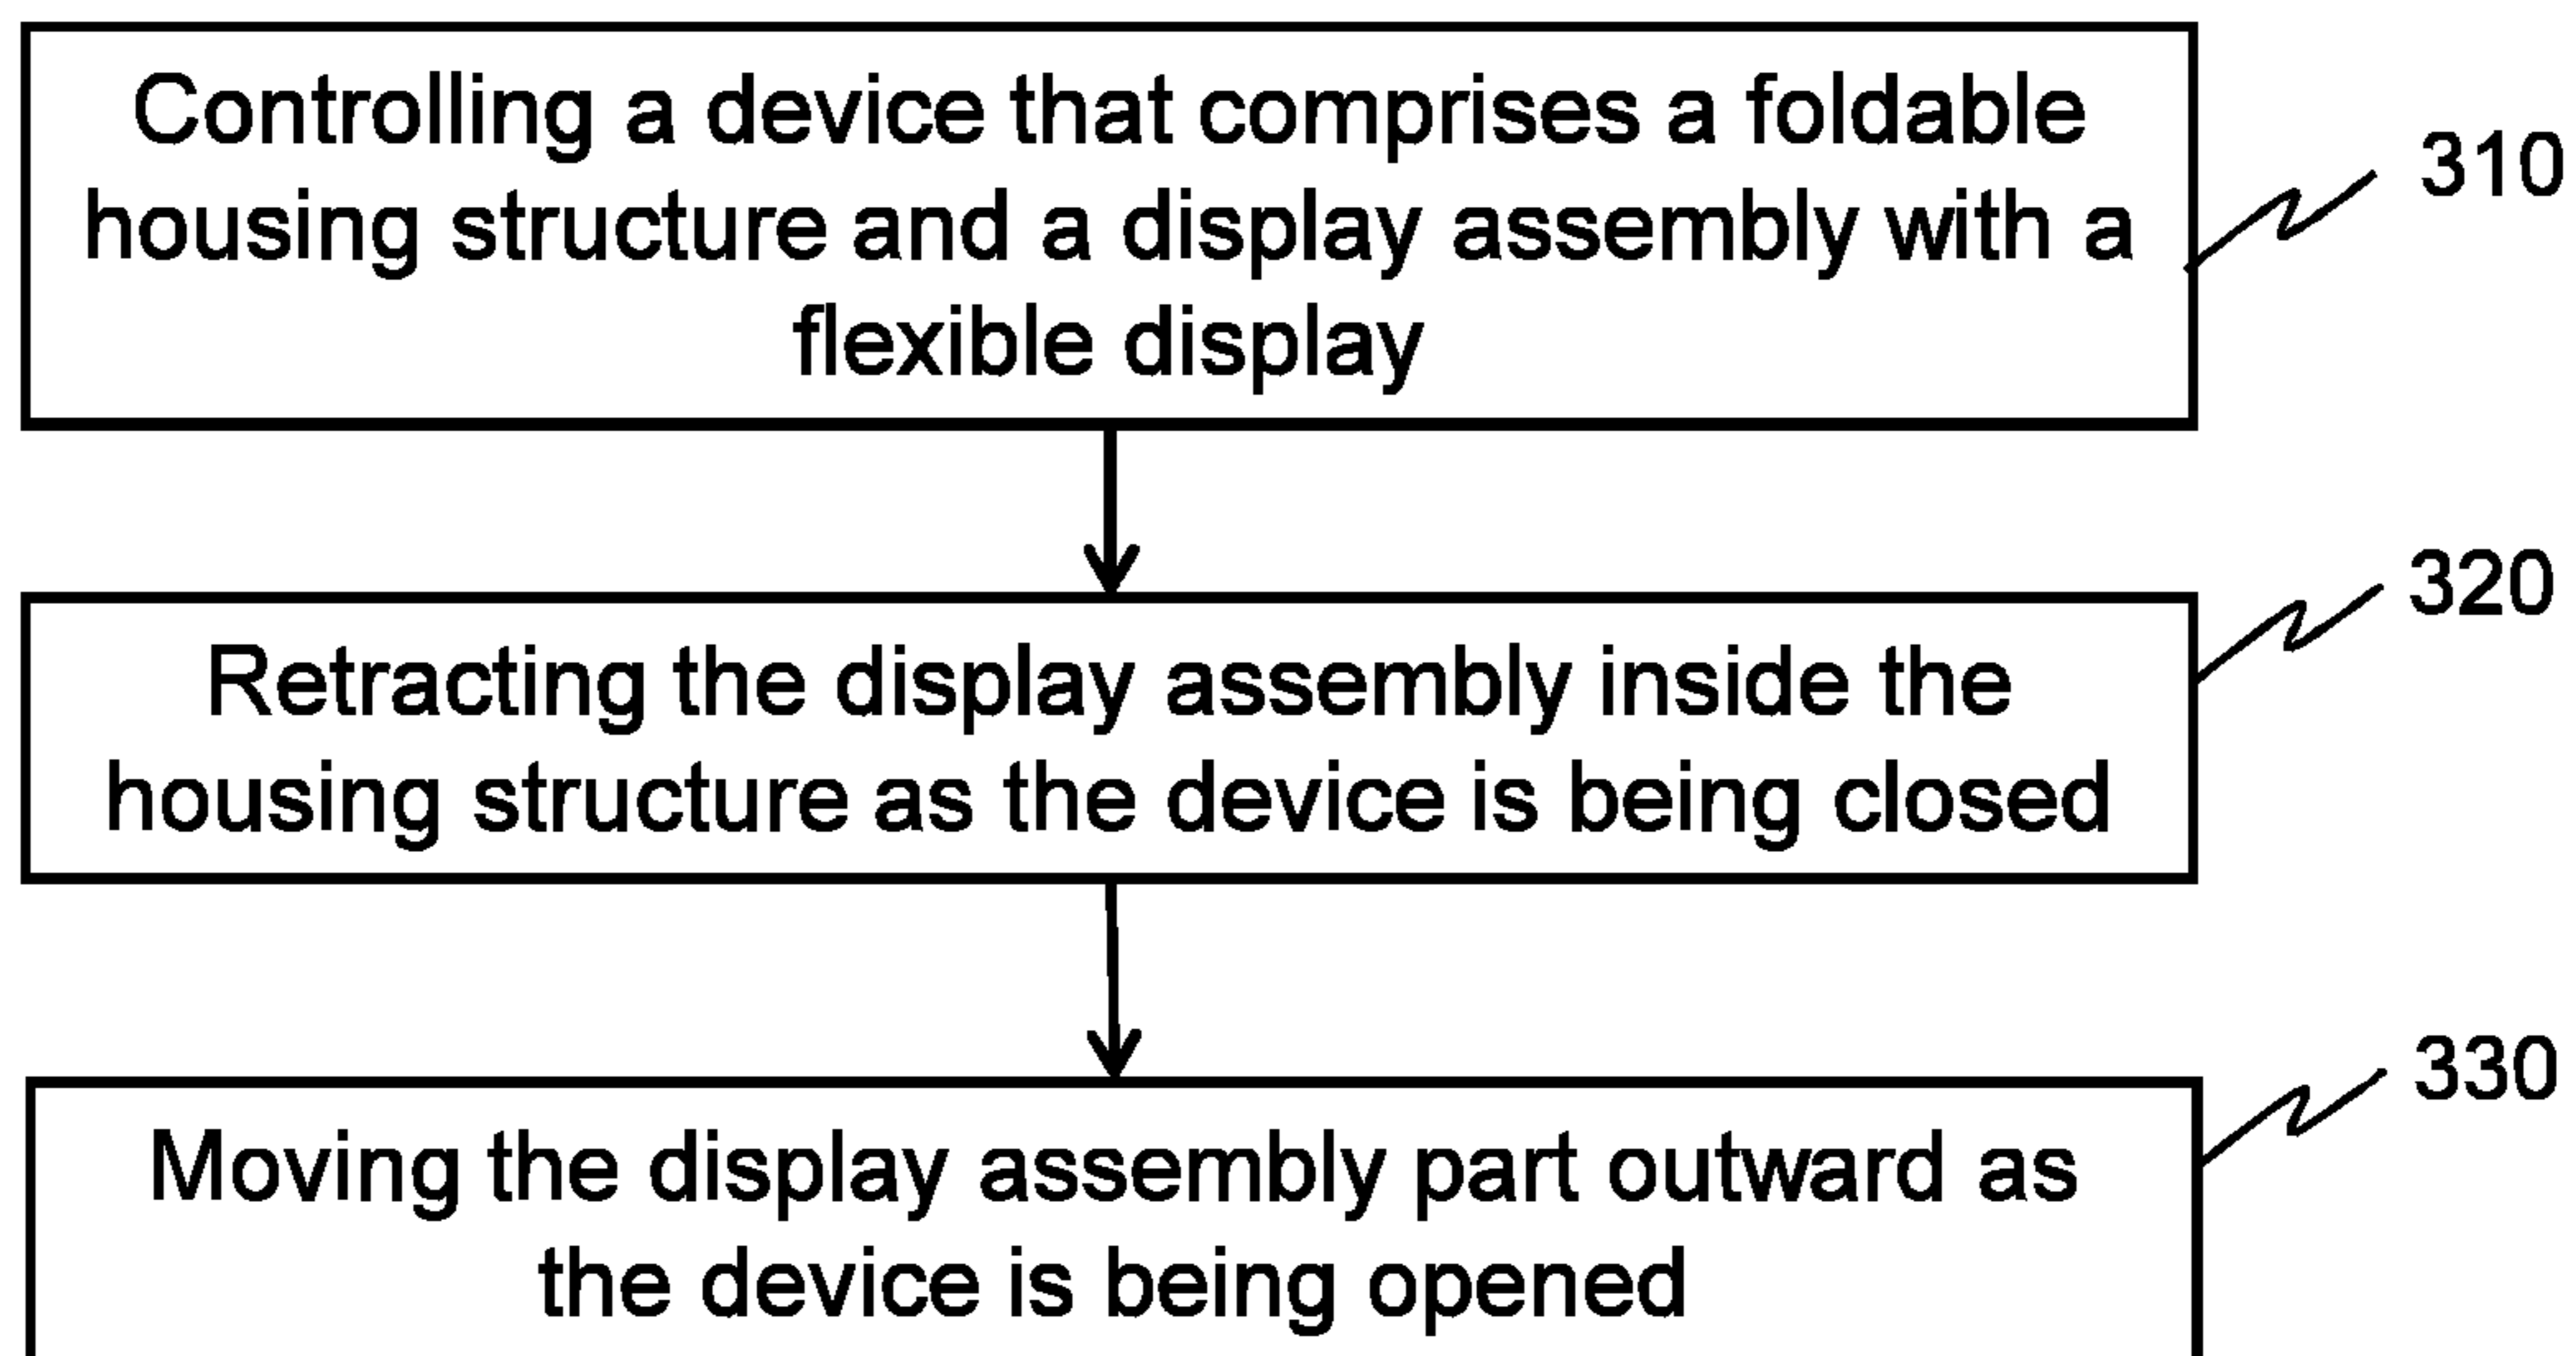 Controlling a device that comprises a foldable
housing structure and a display assembly with a
flexible display
310
Retracting the display assembly inside the
housing structure as the device is being closed
320
Moving the display assembly part outward as
the device is being opened
330